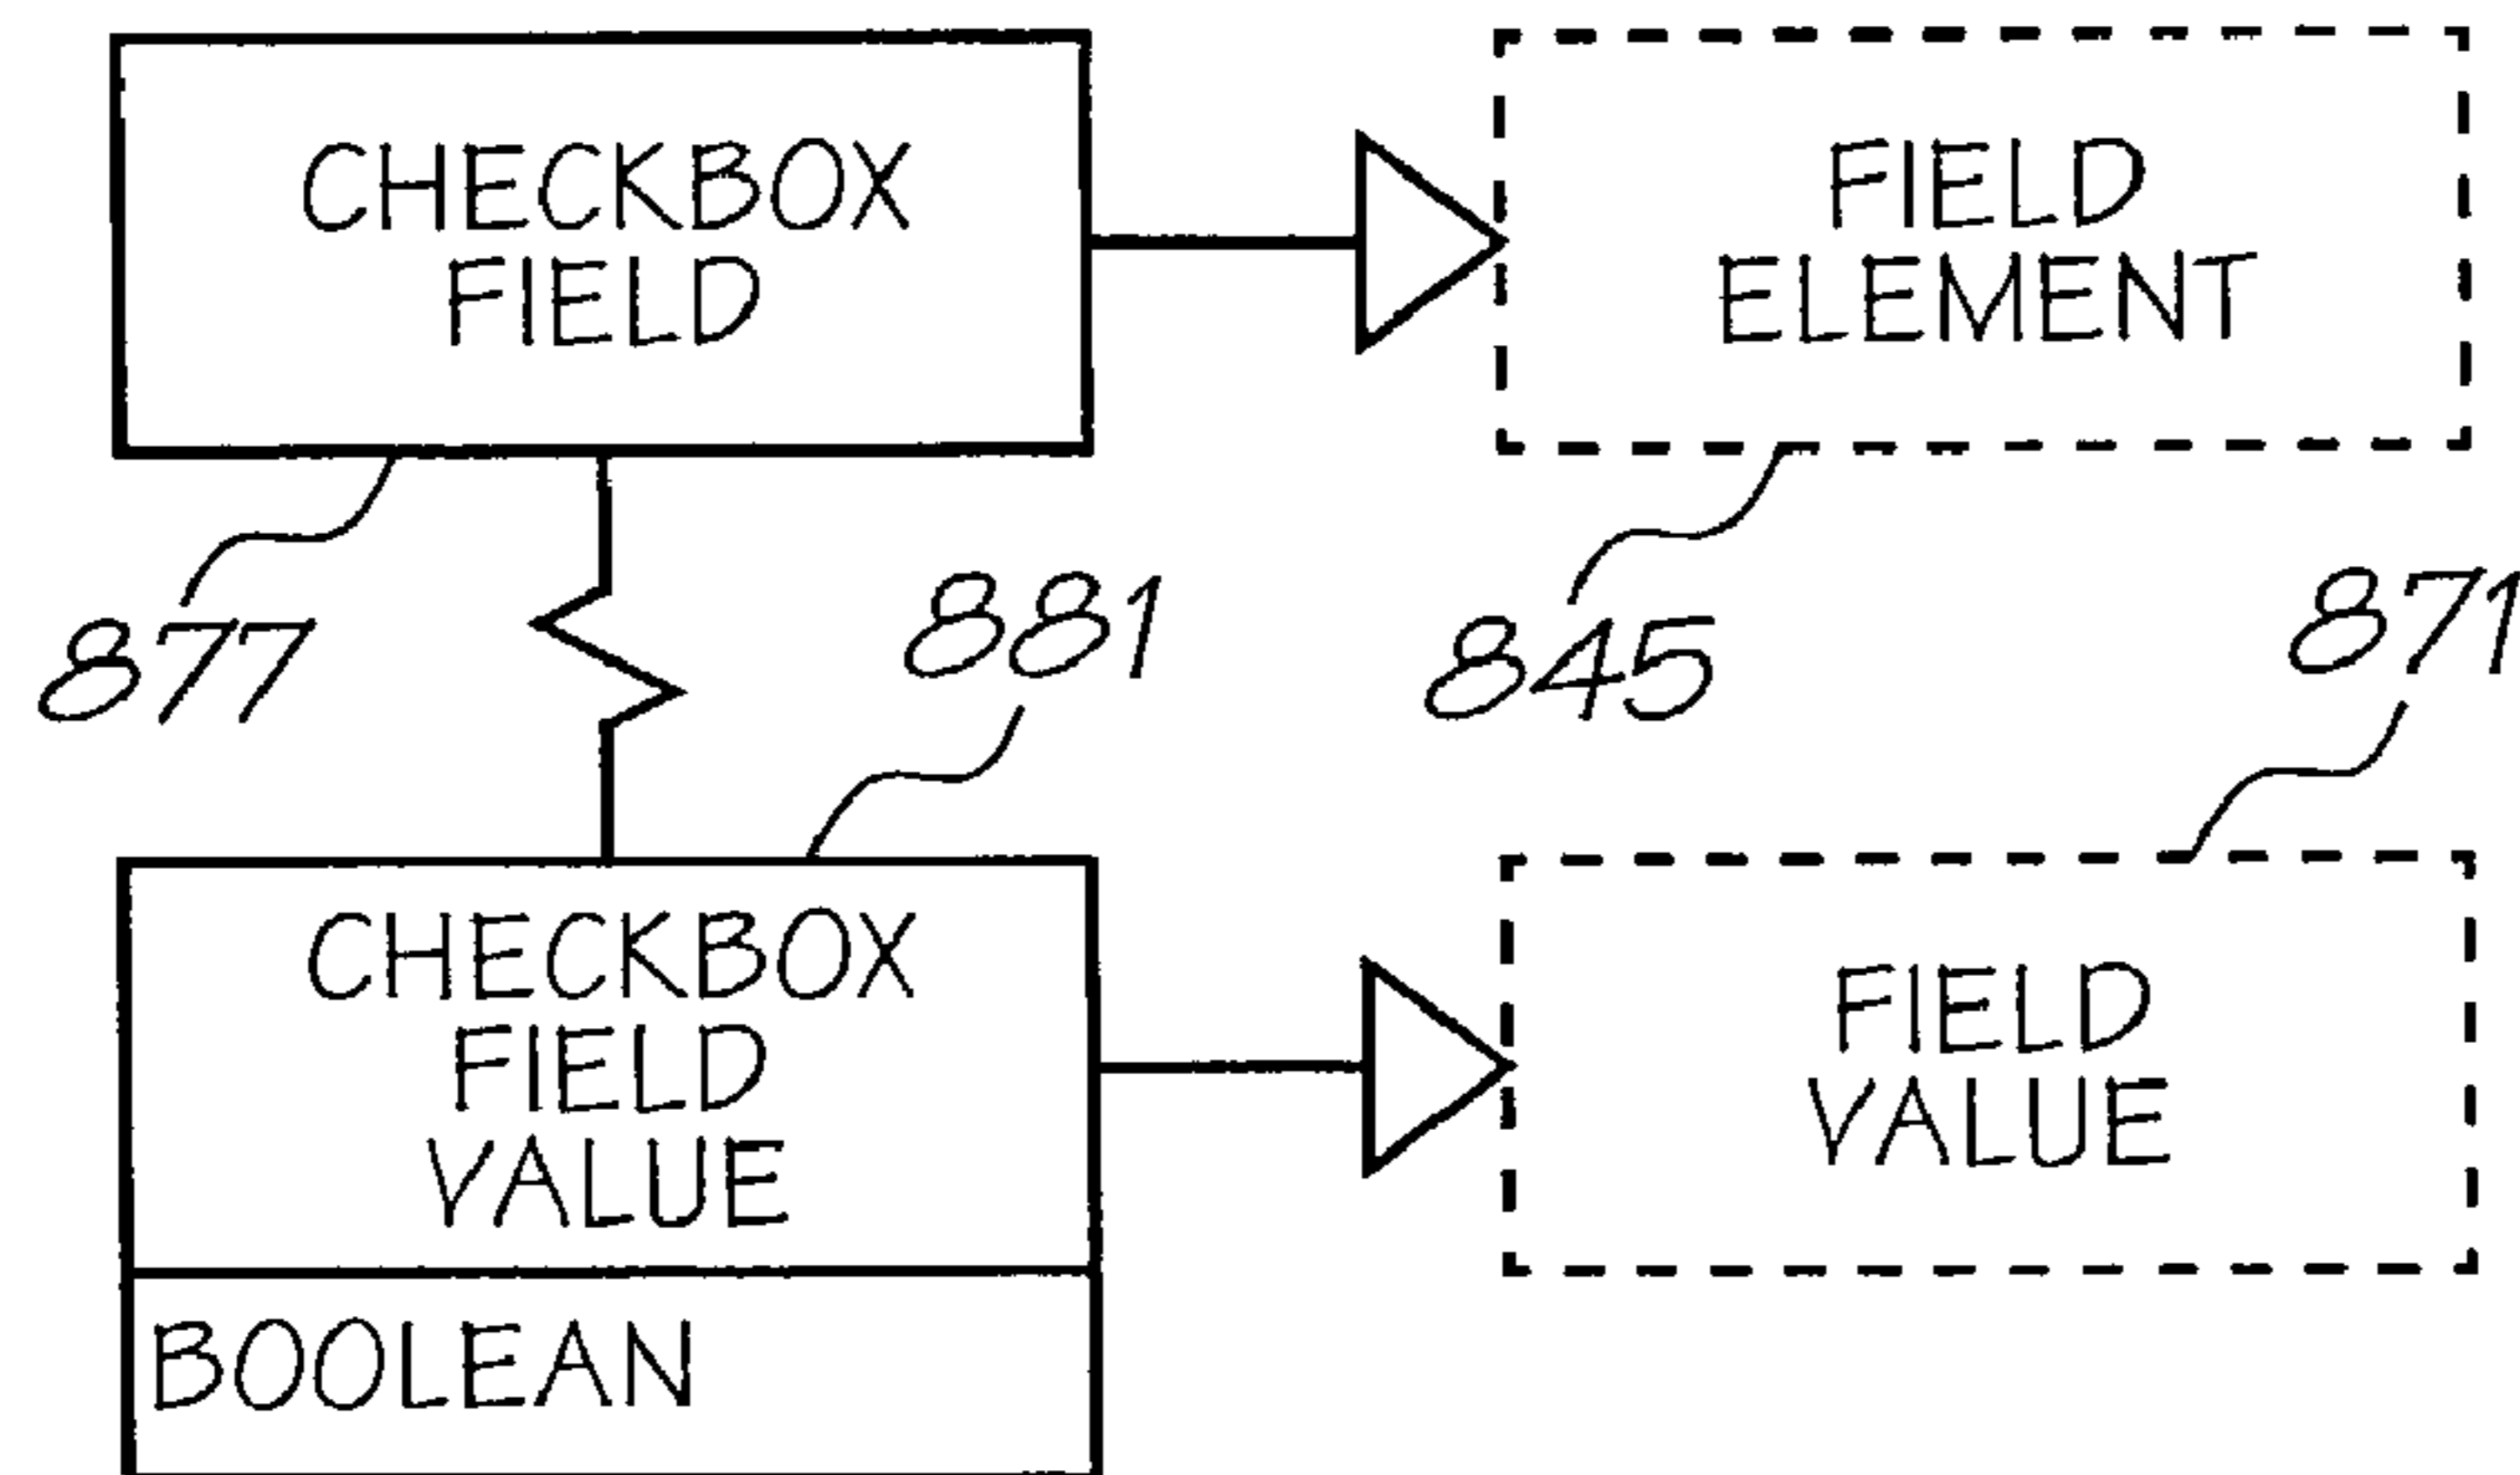 CHECKBOX
FIELD
FIELD
ELEMENT
877
881
845
871
CHECKBOX
FIELD
VALUE
FIELD
VALUE
BOOLEAN